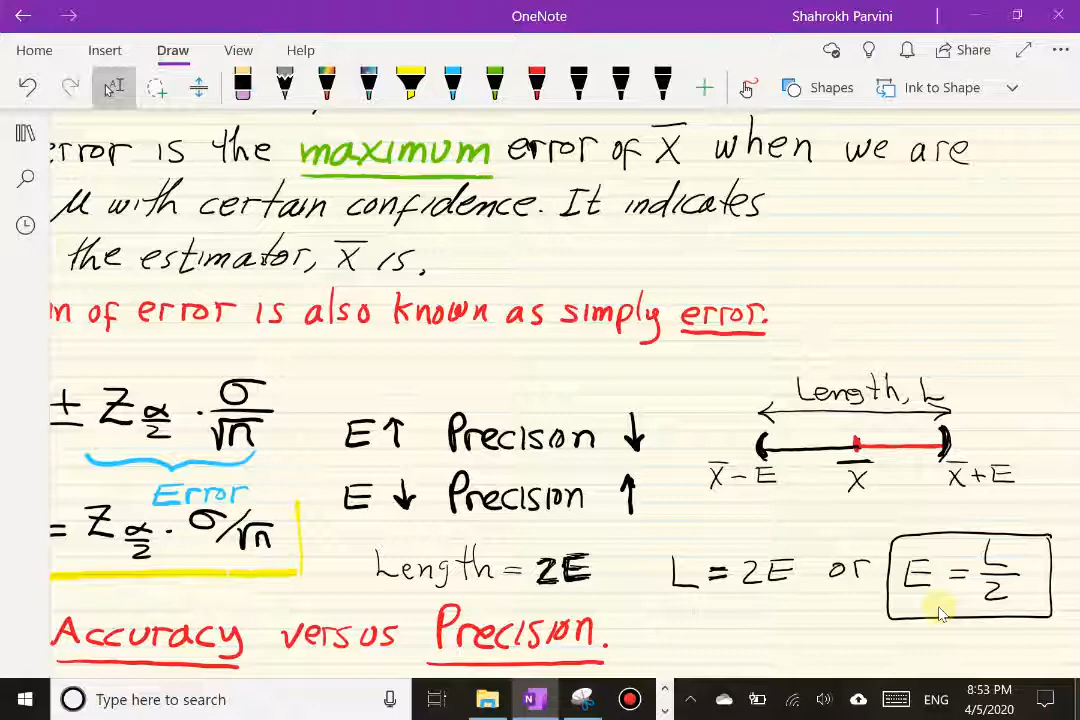 OneNote
Shahrokh Parvini
Home Insert Draw View Help
Share
Shapes
Ink to Shape
error is the maximum error of X̅ when we are
μ with certain confidence. It indicates
the estimator, X̅ is.
n of error is also known as simply error.
± Z α/2 · σ/√n
Error
= Z α/2 · σ/√n
E ↑ Precison ↓
E ↓ Precision ↑
Length, L
X̅ - E X̅ X̅ + E
Length = 2E
L = 2E or E = L/2
Accuracy versus Precision.
Type here to search
ENG
8:53 PM
4/5/2020